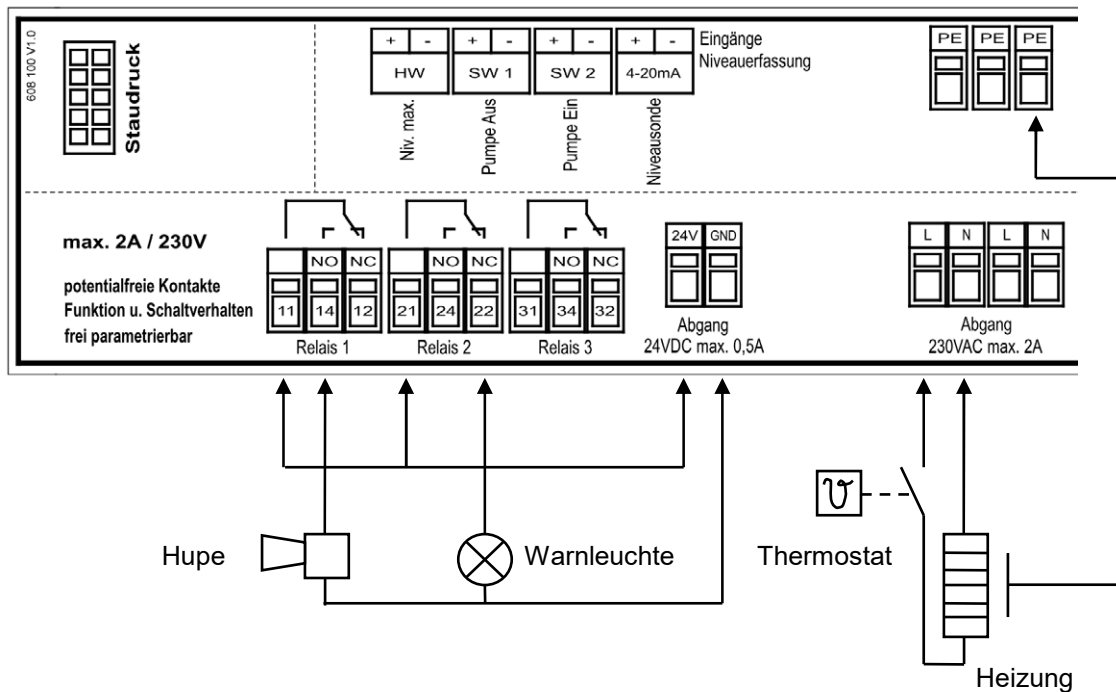 608 100 V1.0
Staudruck
+ - + - + - + -
HW SW 1 SW 2 4-20mA
Eingänge
Niveauerfassung
Niv. max.
Pumpe Aus
Pumpe Ein
Niveausonde
PE PE PE
max. 2A / 230V
potentialfreie Kontakte
Funktion u. Schaltverhalten
frei parametrierbar
NO NC NO NC NO NC
11 14 12 21 24 22 31 34 32
Relais 1 Relais 2 Relais 3
24V GND
Abgang
24VDC max. 0,5A
L N L N
Abgang
230VAC max. 2A
Hupe
Warnleuchte
Thermostat
ϑ
Heizung